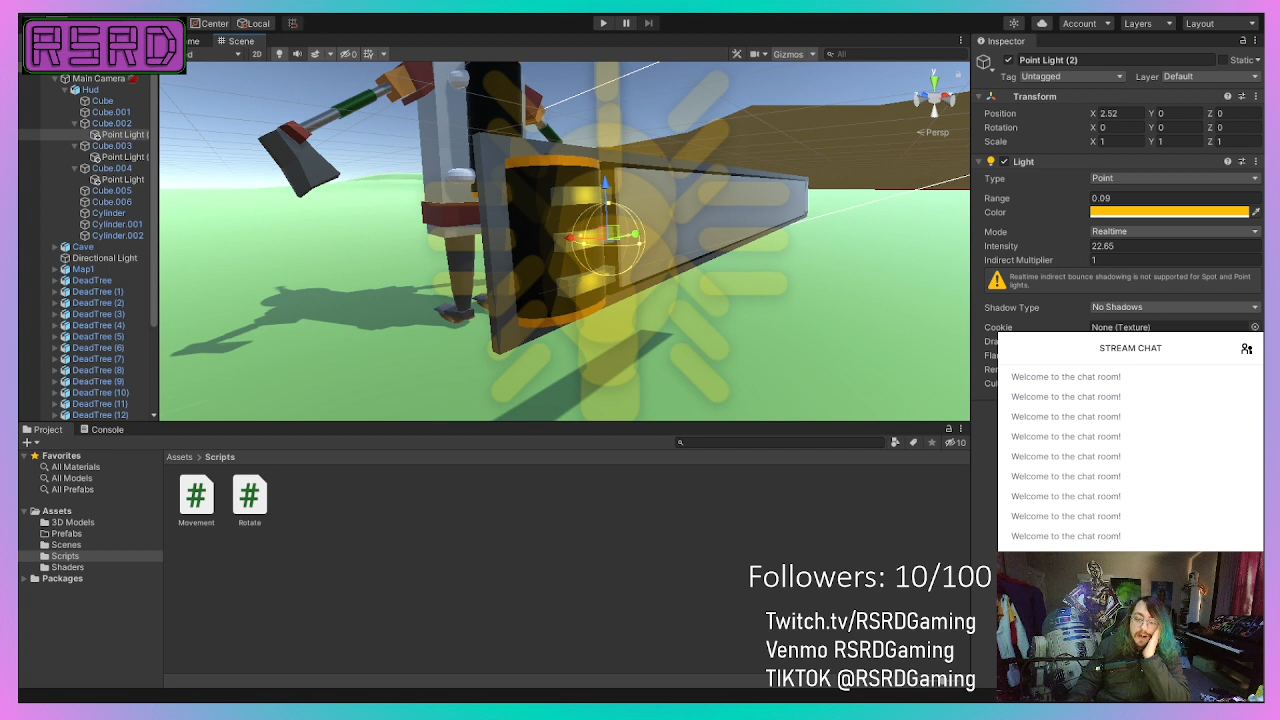 RSRD
Center
Local
Account
Layers
Layout
Scene
2D
0
Gizmos
All
Persp
y
Main Camera
Hud
Cube
Cube.001
Cube.002
Point Light (
Cube.003
Point Light (
Cube.004
Point Light
Cube.005
Cube.006
Cylinder
Cylinder.001
Cylinder.002
Cave
Directional Light
Map1
DeadTree
DeadTree (1)
DeadTree (2)
DeadTree (3)
DeadTree (4)
DeadTree (5)
DeadTree (6)
DeadTree (7)
DeadTree (8)
DeadTree (9)
DeadTree (10)
DeadTree (11)
DeadTree (12)
Inspector
Point Light (2)
Static
Tag Untagged
Layer Default
Transform
Position X 2.52 Y 0 Z 0
Rotation X 0 Y 0 Z 0
Scale X 1 Y 1 Z 1
Light
Type Point
Range 0.09
Color
Mode Realtime
Intensity 22.65
Indirect Multiplier 1
Realtime indirect bounce shadowing is not supported for Spot and Point
lights.
Shadow Type No Shadows
Cookie None (Texture)
STREAM CHAT
Welcome to the chat room!
Welcome to the chat room!
Welcome to the chat room!
Welcome to the chat room!
Welcome to the chat room!
Welcome to the chat room!
Welcome to the chat room!
Welcome to the chat room!
Welcome to the chat room!
Project
Console
10
Favorites
All Materials
All Models
All Prefabs
Assets
3D Models
Prefabs
Scenes
Scripts
Shaders
Packages
Assets > Scripts
#
#
Movement
Rotate
Followers: 10/100
Twitch.tv/RSRDGaming
Venmo RSRDGaming
TIKTOK @RSRDGaming